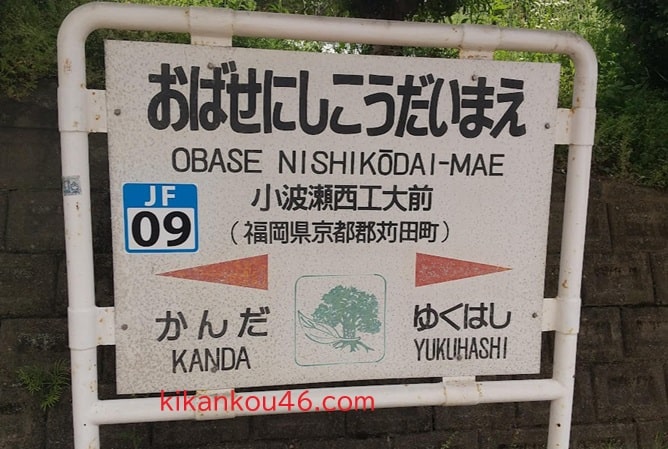 おばせにしこうだいまえ
OBASE NISHIKŌDAI-MAE
JF
09
小波瀬西工大前
(福岡県京都郡苅田町)
かんだ
KANDA
ゆくはし
YUKUHASHI
kikankou46.com